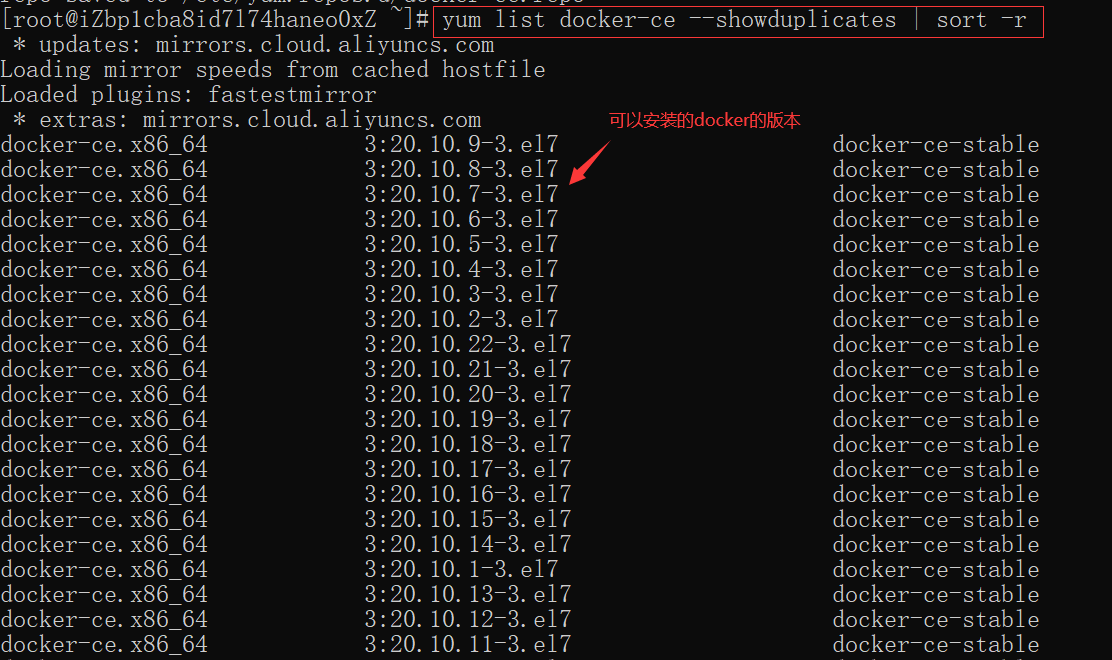 repo saved to /etc/yum.repos.d/docker-ce.repo
[root@iZbp1cba8id7l74haneo0xZ ~]# yum list docker-ce --showduplicates | sort -r
 * updates: mirrors.cloud.aliyuncs.com
Loading mirror speeds from cached hostfile
Loaded plugins: fastestmirror
 * extras: mirrors.cloud.aliyuncs.com
可以安装的docker的版本
docker-ce.x86_64 3:20.10.9-3.el7 docker-ce-stable
docker-ce.x86_64 3:20.10.8-3.el7 docker-ce-stable
docker-ce.x86_64 3:20.10.7-3.el7 docker-ce-stable
docker-ce.x86_64 3:20.10.6-3.el7 docker-ce-stable
docker-ce.x86_64 3:20.10.5-3.el7 docker-ce-stable
docker-ce.x86_64 3:20.10.4-3.el7 docker-ce-stable
docker-ce.x86_64 3:20.10.3-3.el7 docker-ce-stable
docker-ce.x86_64 3:20.10.2-3.el7 docker-ce-stable
docker-ce.x86_64 3:20.10.22-3.el7 docker-ce-stable
docker-ce.x86_64 3:20.10.21-3.el7 docker-ce-stable
docker-ce.x86_64 3:20.10.20-3.el7 docker-ce-stable
docker-ce.x86_64 3:20.10.19-3.el7 docker-ce-stable
docker-ce.x86_64 3:20.10.18-3.el7 docker-ce-stable
docker-ce.x86_64 3:20.10.17-3.el7 docker-ce-stable
docker-ce.x86_64 3:20.10.16-3.el7 docker-ce-stable
docker-ce.x86_64 3:20.10.15-3.el7 docker-ce-stable
docker-ce.x86_64 3:20.10.14-3.el7 docker-ce-stable
docker-ce.x86_64 3:20.10.1-3.el7 docker-ce-stable
docker-ce.x86_64 3:20.10.13-3.el7 docker-ce-stable
docker-ce.x86_64 3:20.10.12-3.el7 docker-ce-stable
docker-ce.x86_64 3:20.10.11-3.el7 docker-ce-stable